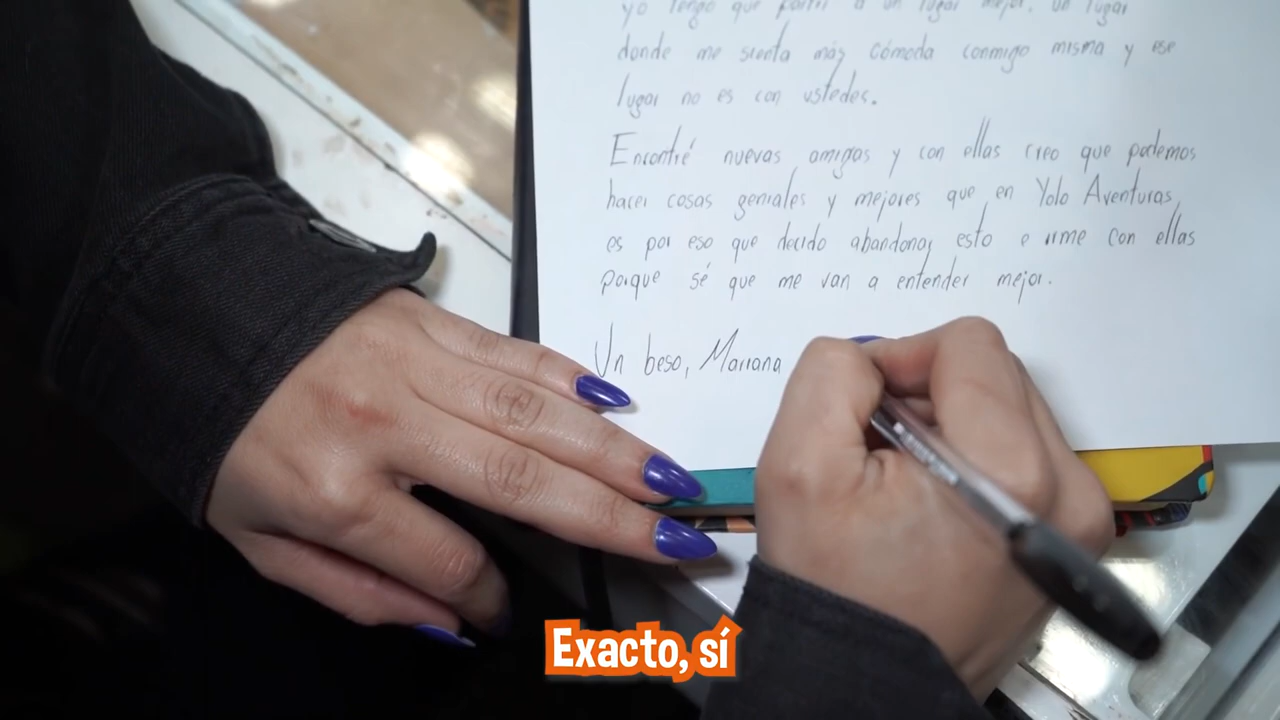 yo tengo que partir a un lugar mejor, un lugar
donde me sienta más cómoda conmigo misma y ese
lugar no es con ustedes.
Encontré nuevas amigas y con ellas creo que podemos
hacer cosas geniales y mejores que en Yolo Aventuras,
es por eso que decido abandonar esto e irme con ellas
porque sé que me van a entender mejor.
Un beso, Mariana
Exacto, sí